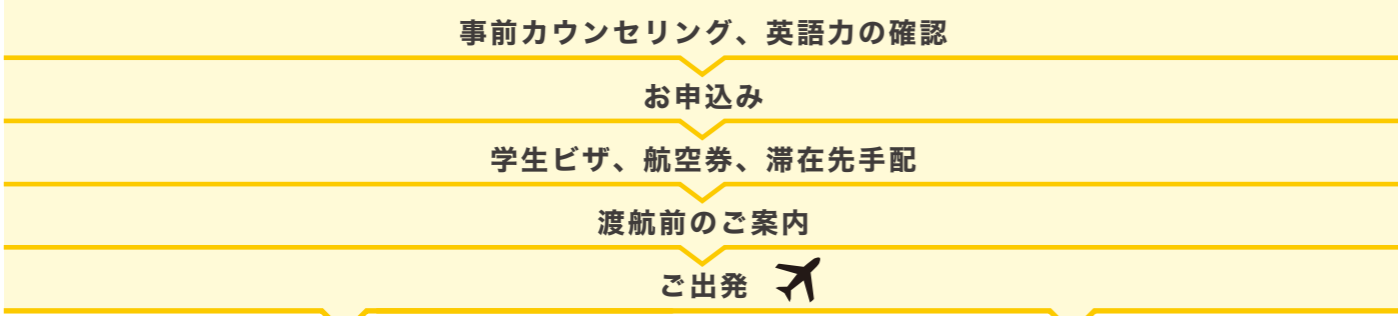 事前カウンセリング、英語力の確認
お申込み
学生ビザ、航空券、滞在先手配
渡航前のご案内
ご出発